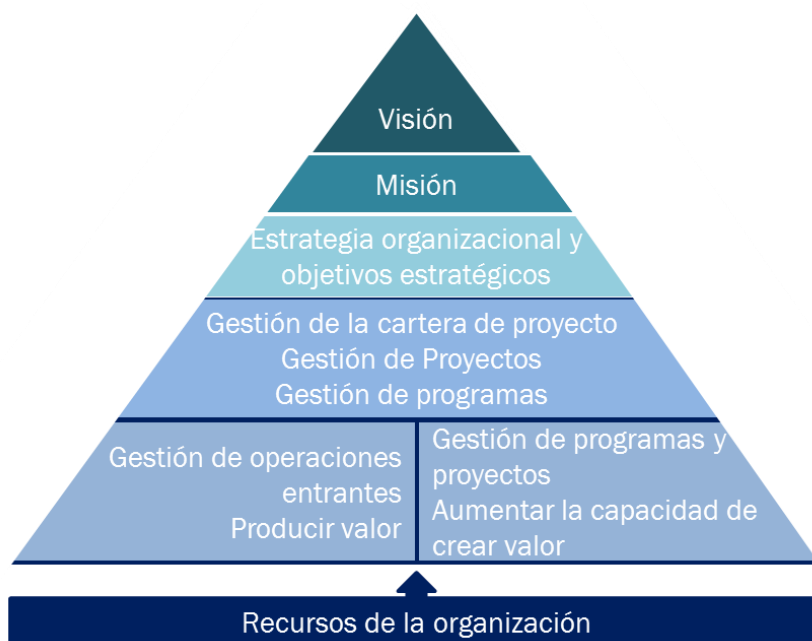 Visión
Misión
Estrategia organizacional y
objetivos estratégicos
Gestión de la cartera de proyecto
Gestión de Proyectos
Gestión de programas
Gestión de operaciones
entrantes
Producir valor
Gestión de programas y
proyectos
Aumentar la capacidad de
crear valor
Recursos de la organización